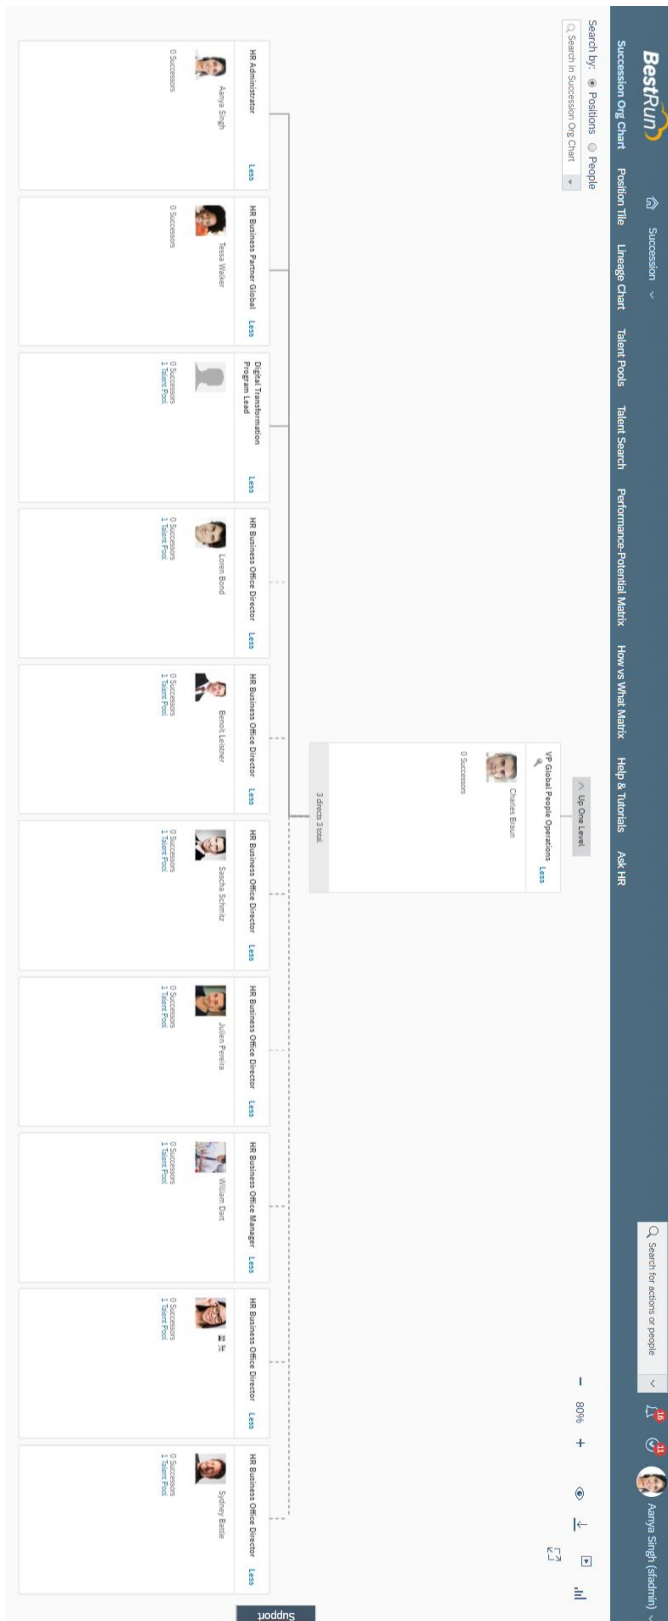 BestRun
Succession
Search for actions or people
16
11
Aanya Singh (sfadmin)
Succession Org Chart
Position Tile
Lineage Chart
Talent Pools
Talent Search
Performance-Potential Matrix
How vs What Matrix
Help & Tutorials
Ask HR
Search by:
Positions
People
Search in Succession Org Chart
80%
Up One Level
VP Global People Operations
Less
Charles Braun
0 Successors
3 directs 3 total
HR Administrator
Less
Aanya Singh
0 Successors
HR Business Partner Global
Less
Tessa Walker
0 Successors
Digital Transformation
Program Lead
Less
0 Successors
1 Talent Pool
HR Business Office Director
Less
Loren Bond
0 Successors
1 Talent Pool
HR Business Office Director
Less
Benoit Leistner
0 Successors
1 Talent Pool
HR Business Office Director
Less
Sascha Schmitz
0 Successors
1 Talent Pool
HR Business Office Director
Less
Julien Pereira
0 Successors
1 Talent Pool
HR Business Office Manager
Less
William Dart
0 Successors
1 Talent Pool
HR Business Office Director
Less
0 Successors
1 Talent Pool
HR Business Office Director
Less
Sydney Battle
0 Successors
1 Talent Pool
Support